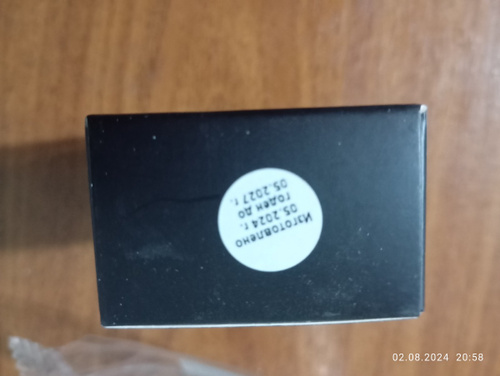 Изготовлено
05.2024 г.
годен до
05.2027 г.
02.08.2024 20:58